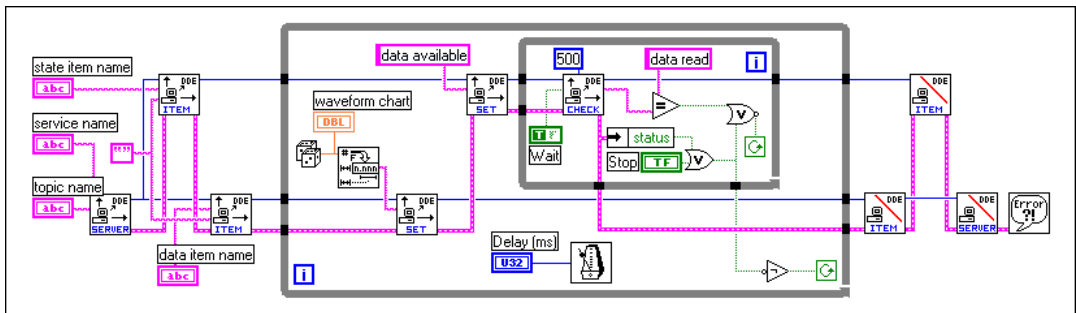 state item name
abc
service name
abc
topic name
abc
""
DDE
SERVER
DDE
ITEM
DDE
ITEM
data item name
abc
waveform chart
DBL
#
F
n.nnn
data available
DDE
SET
DDE
SET
500
DDE
CHECK
data read
=
i
T F
Wait
status
Stop
TF
V
V
Delay (ms)
U32
i
DDE
ITEM
DDE
ITEM
DDE
SERVER
Error
?!